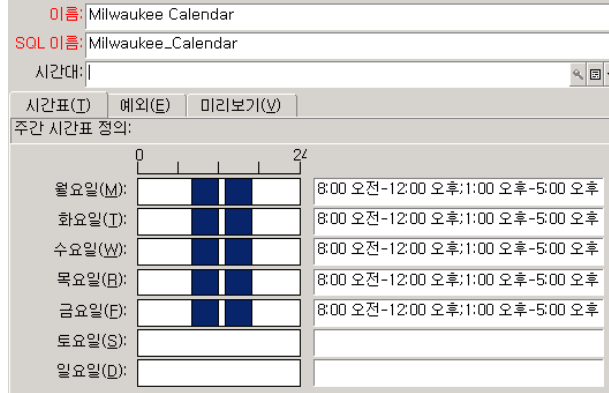 이름: Milwaukee Calendar
SQL 이름: Milwaukee_Calendar
시간대:
시간표(T) 예외(E) 미리보기(V)
주간 시간표 정의:
0 24
월요일(M): 8:00 오전-12:00 오후;1:00 오후-5:00 오후
화요일(T): 8:00 오전-12:00 오후;1:00 오후-5:00 오후
수요일(W): 8:00 오전-12:00 오후;1:00 오후-5:00 오후
목요일(R): 8:00 오전-12:00 오후;1:00 오후-5:00 오후
금요일(F): 8:00 오전-12:00 오후;1:00 오후-5:00 오후
토요일(S):
일요일(D):